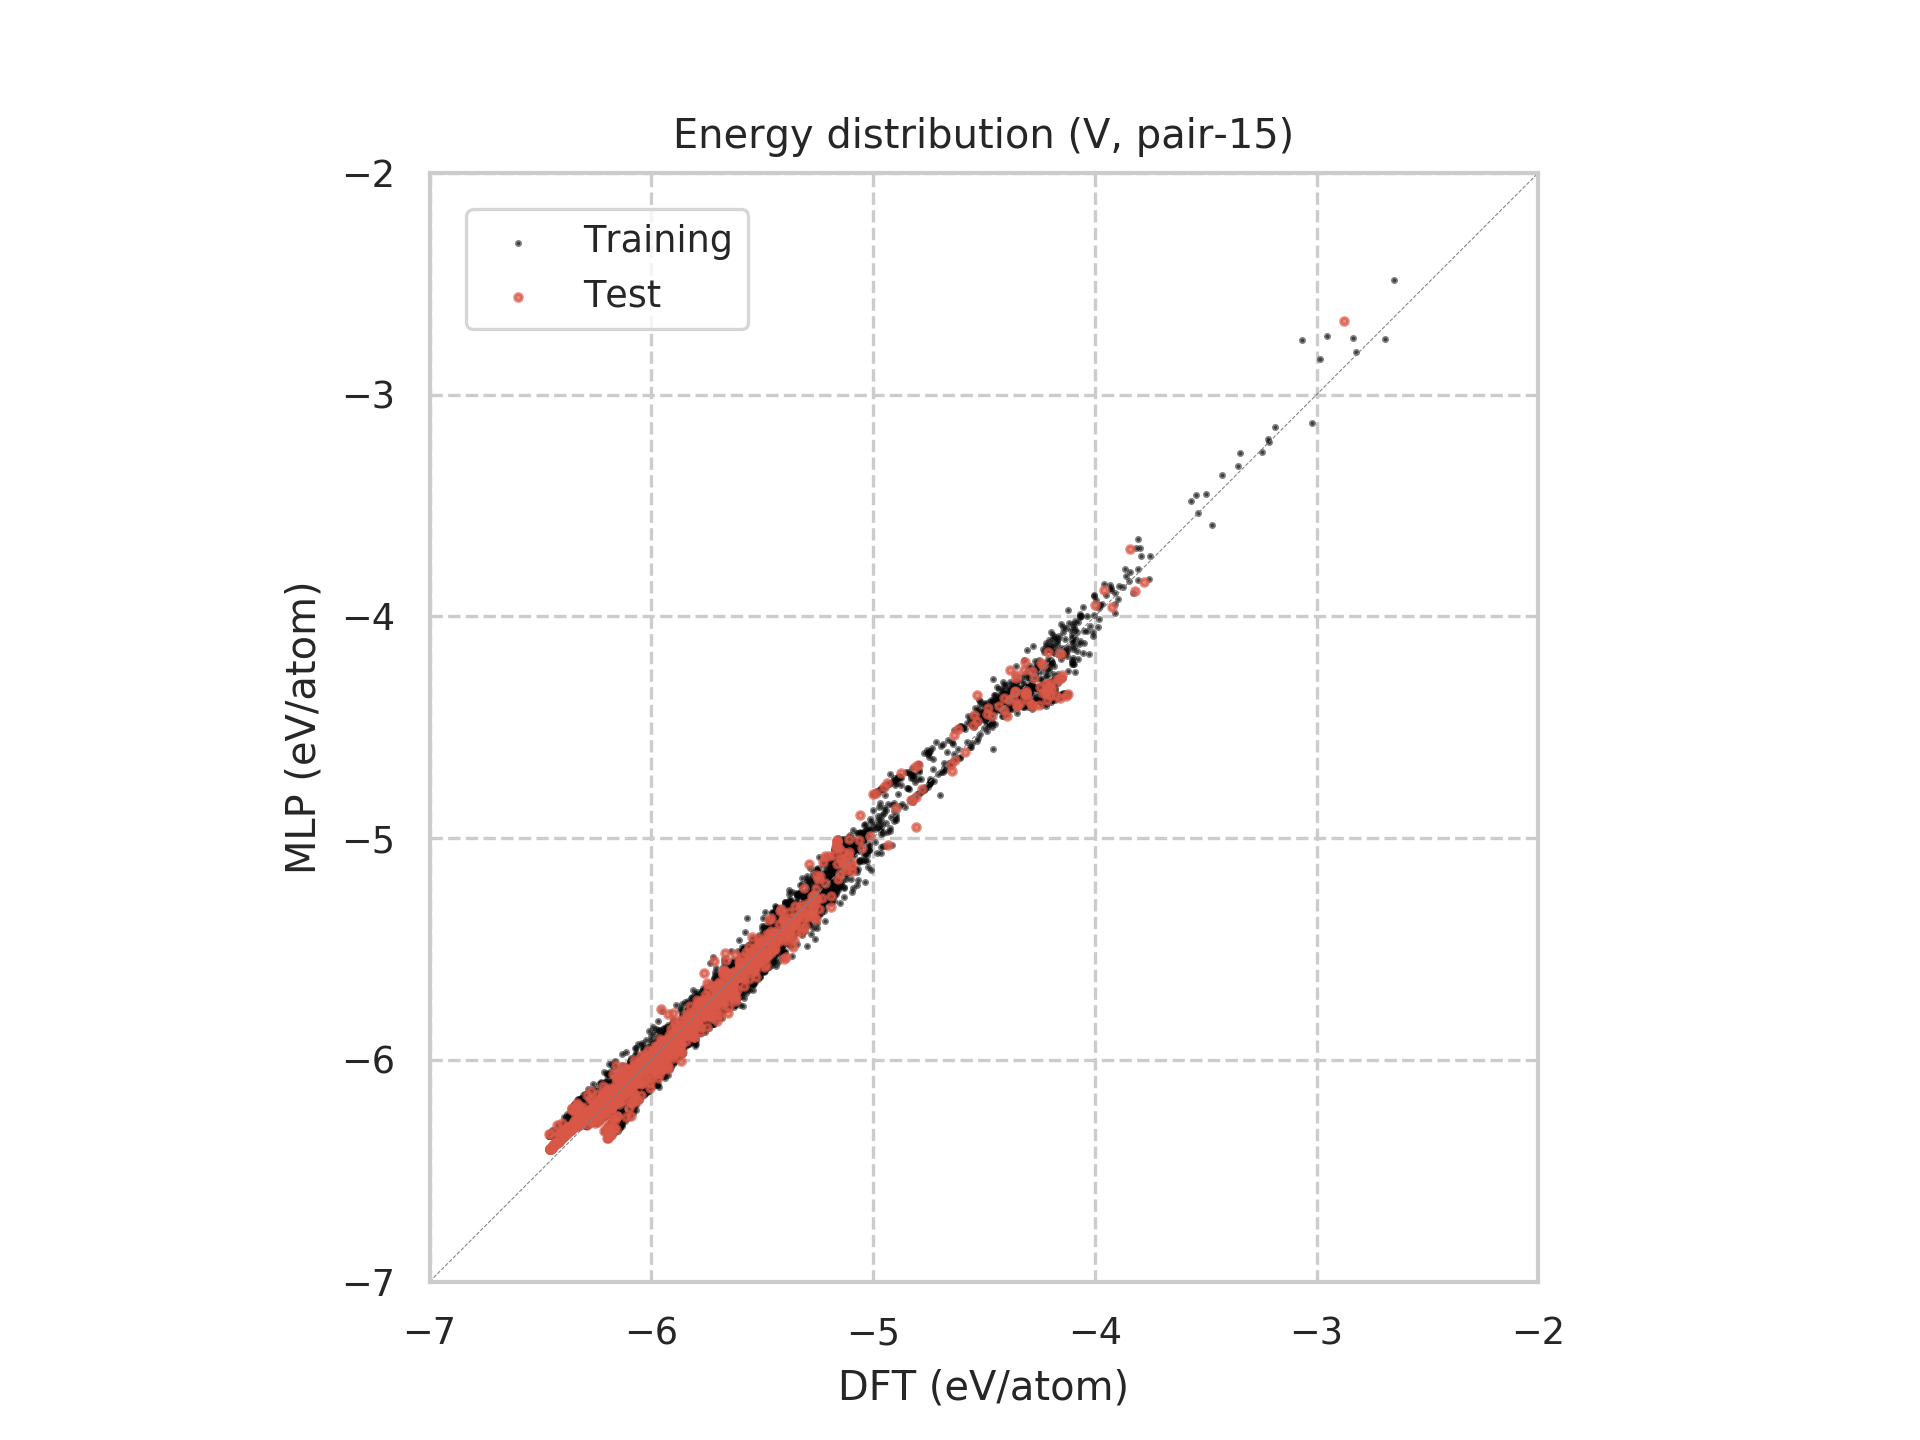 Energy distribution (V, pair-15)
Training
Test
−2
−3
−4
−5
−6
−7
MLP (eV/atom)
−7 −6 −5 −4 −3 −2
DFT (eV/atom)